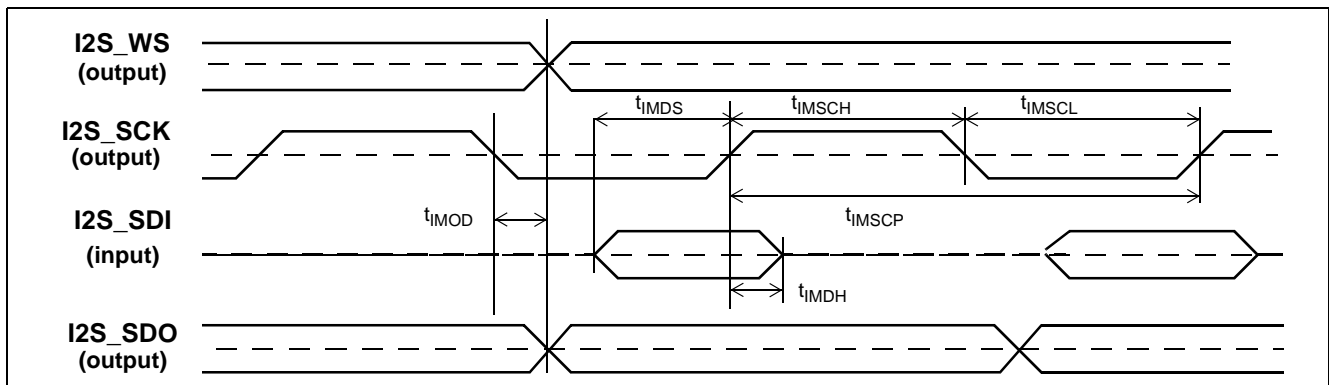 I2S_WS
(output)
tIMDS
tIMSCH
tIMSCL
I2S_SCK
(output)
I2S_SDI
(input)
tIMOD
tIMSCP
tIMDH
I2S_SDO
(output)